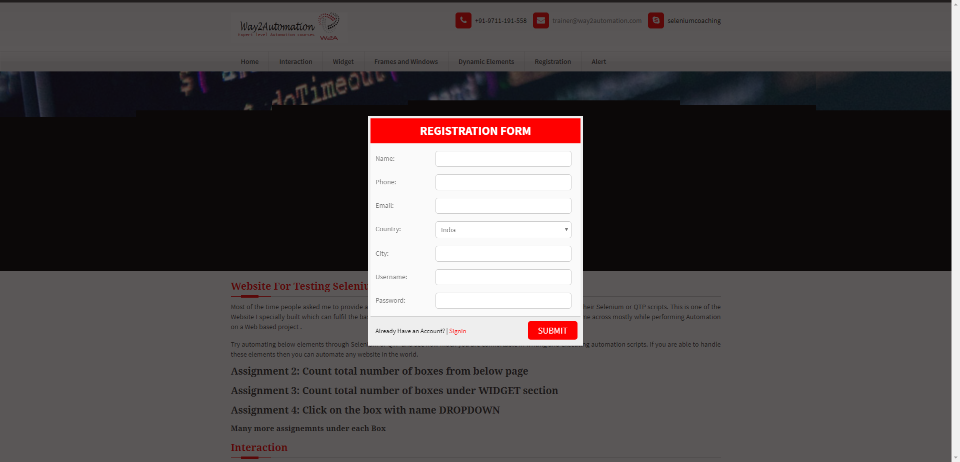 Way2Automation
+91-9711-191-558
trainer@way2automation.com
seleniumcoaching
Home Interaction Widget Frames and Windows Dynamic Elements Registration Alert
REGISTRATION FORM
Name:
Phone:
Email:
Country: India
City:
Username:
Password:
Already Have an Account? | Signin
SUBMIT
Website For Testing Seleniu
Most of the time people asked me to provide a Selenium or QTP scripts. This is one of the
Website I specially built which can fulfil the ba across mostly while performing Automation
on a Web based project .
Try automating below elements through Selen automation scripts. If you are able to handle
these elements then you can automate any website in the world.
Assignment 2: Count total number of boxes from below page
Assignment 3: Count total number of boxes under WIDGET section
Assignment 4: Click on the box with name DROPDOWN
Many more assignemnts under each Box
Interaction